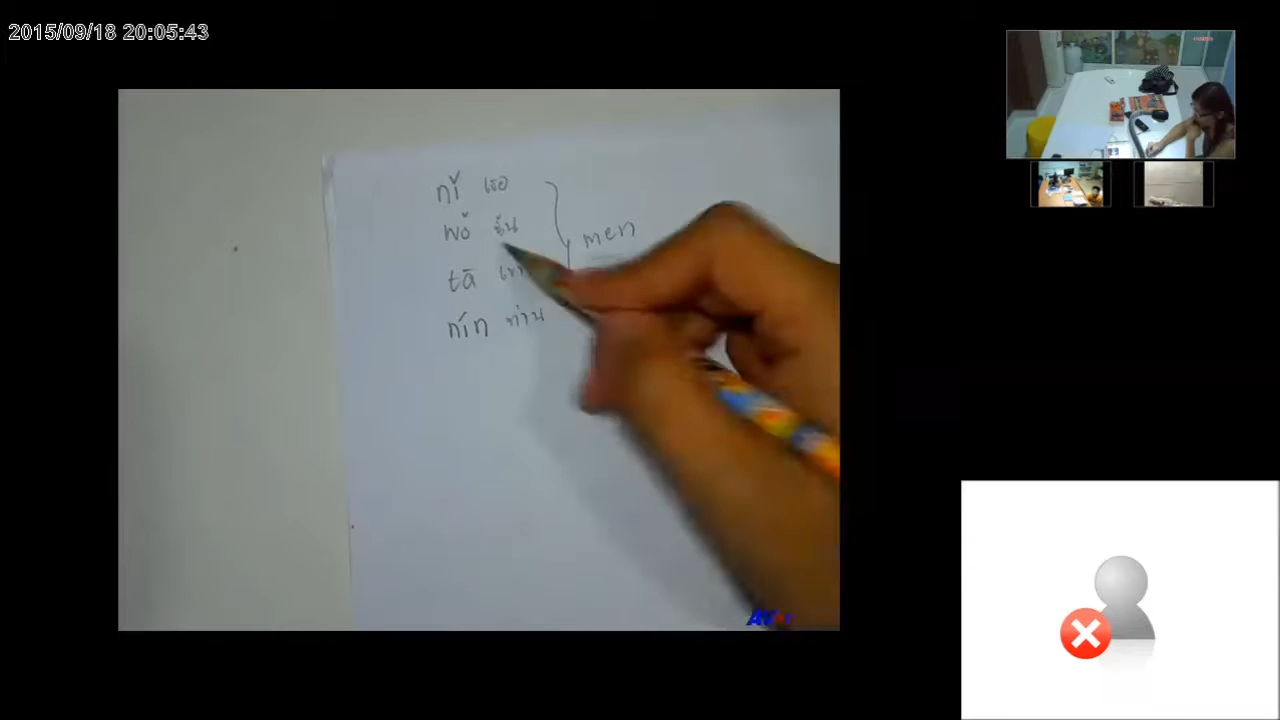 2015/09/18 20:05:43
nǐ เธอ
wǒ ฉัน
men
tā
nín ท่าน